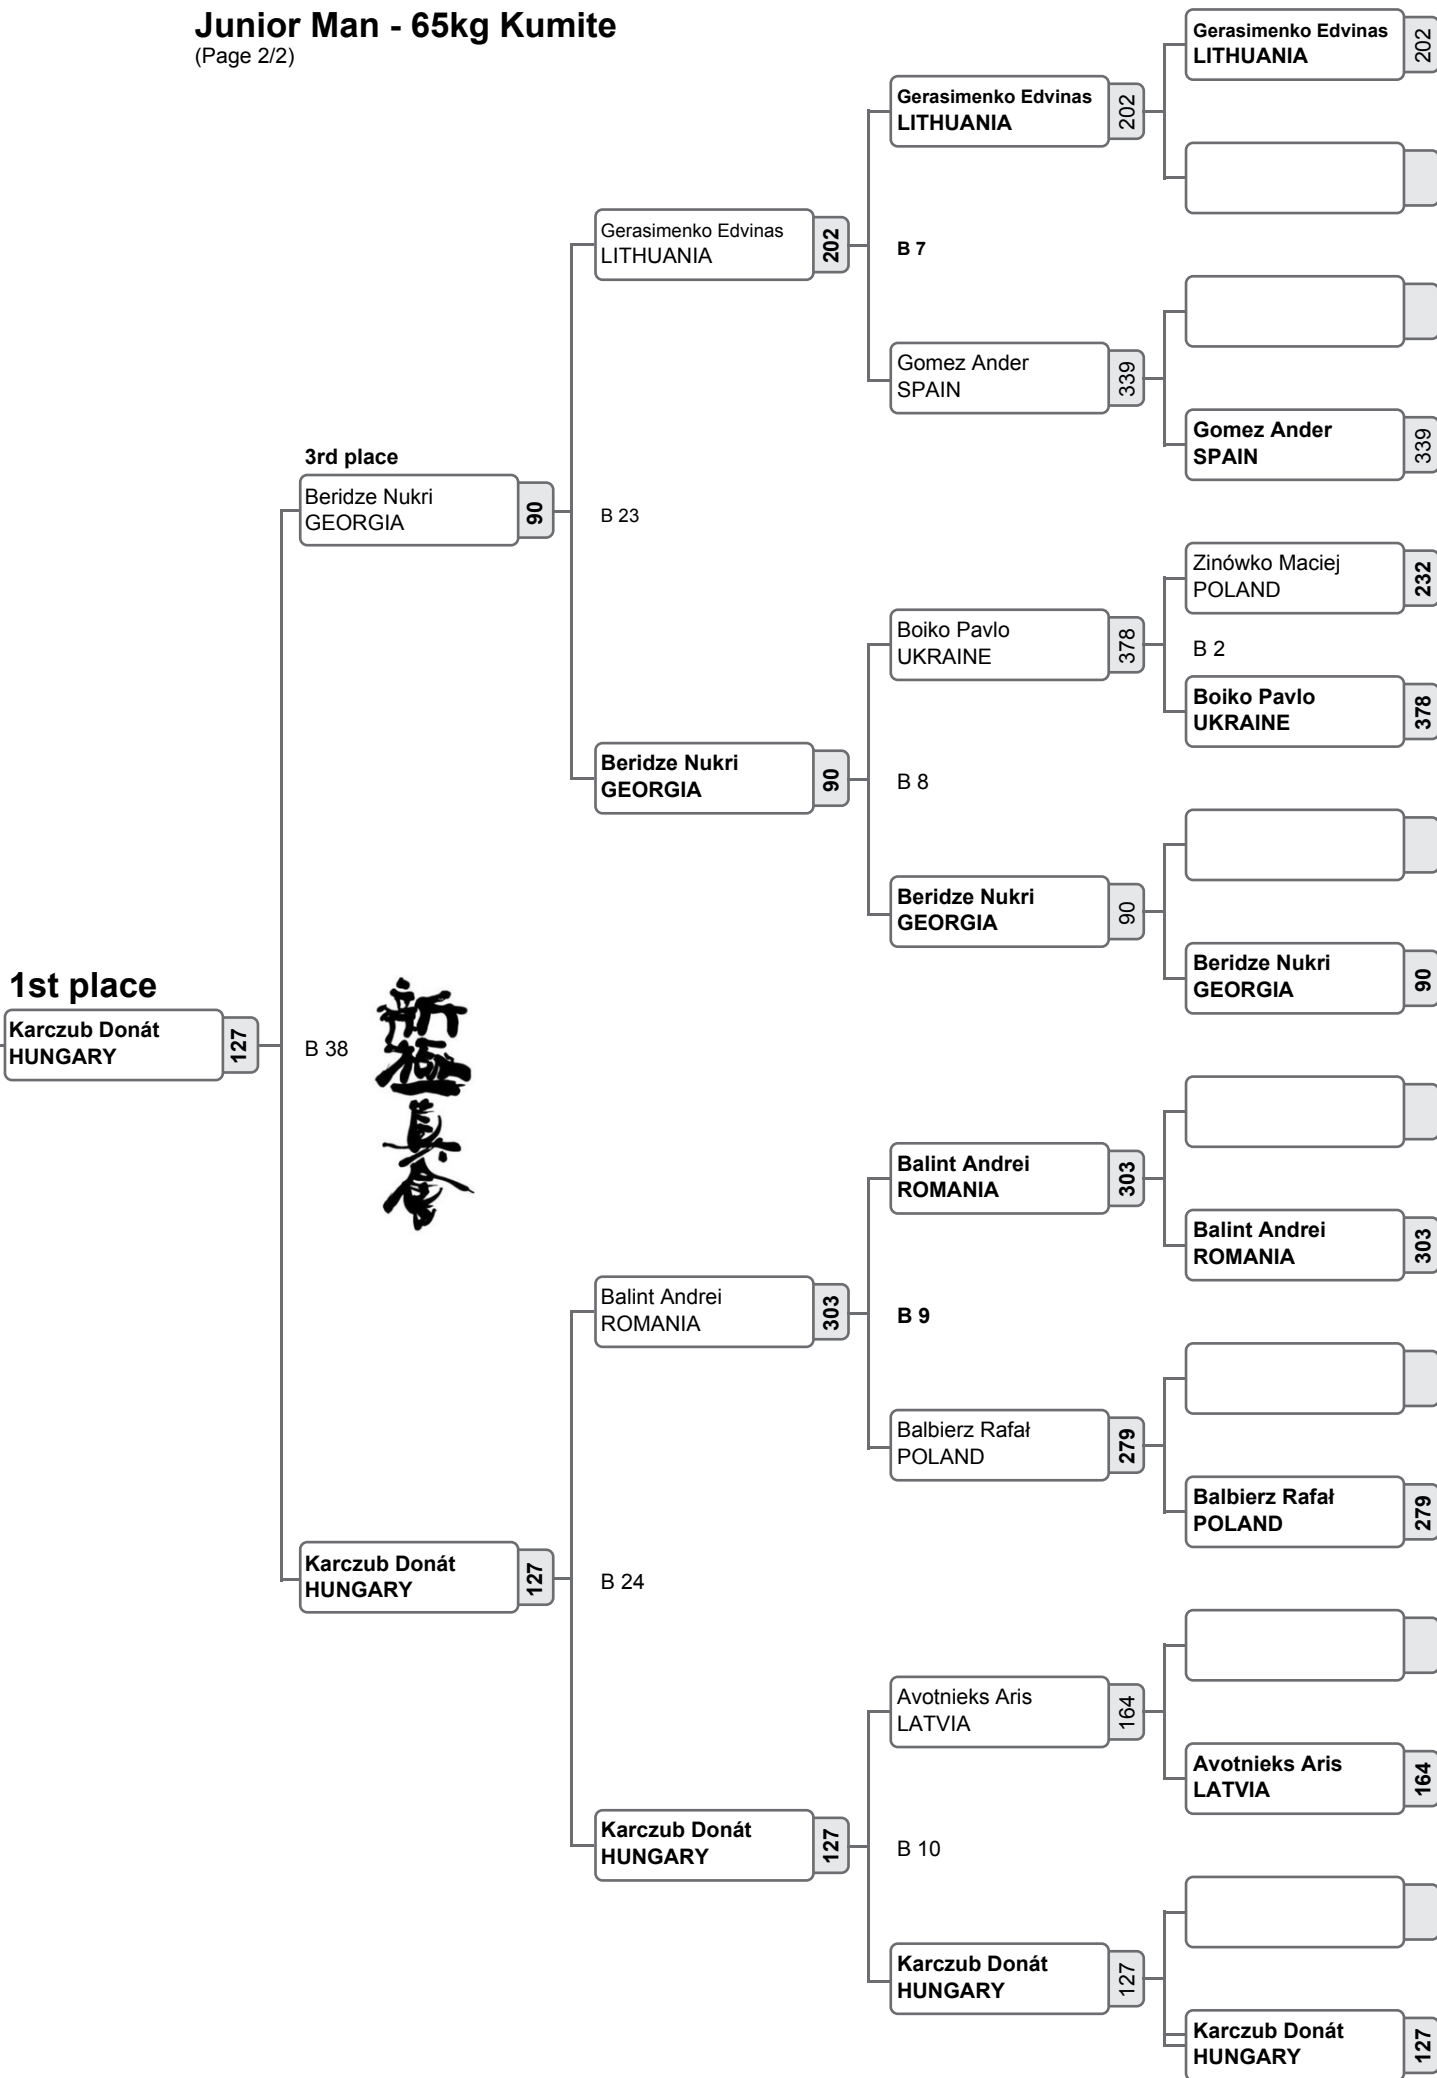 Junior Man - 65kg Kumite
(Page 2/2)
Gerasimenko Edvinas
LITHUANIA
202
Gerasimenko Edvinas
LITHUANIA
202
Gerasimenko Edvinas
LITHUANIA
202
B 7
Gomez Ander
SPAIN
339
Gomez Ander
SPAIN
339
3rd place
Beridze Nukri
GEORGIA
90
B 23
Zinówko Maciej
POLAND
232
Boiko Pavlo
UKRAINE
378
B 2
Boiko Pavlo
UKRAINE
378
Beridze Nukri
GEORGIA
90
B 8
Beridze Nukri
GEORGIA
90
Beridze Nukri
GEORGIA
90
1st place
Karczub Donát
HUNGARY
127
B 38
新
極
真
會
Balint Andrei
ROMANIA
303
Balint Andrei
ROMANIA
303
Balint Andrei
ROMANIA
303
B 9
Balbierz Rafał
POLAND
279
Balbierz Rafał
POLAND
279
Karczub Donát
HUNGARY
127
B 24
Avotnieks Aris
LATVIA
164
Avotnieks Aris
LATVIA
164
Karczub Donát
HUNGARY
127
B 10
Karczub Donát
HUNGARY
127
Karczub Donát
HUNGARY
127